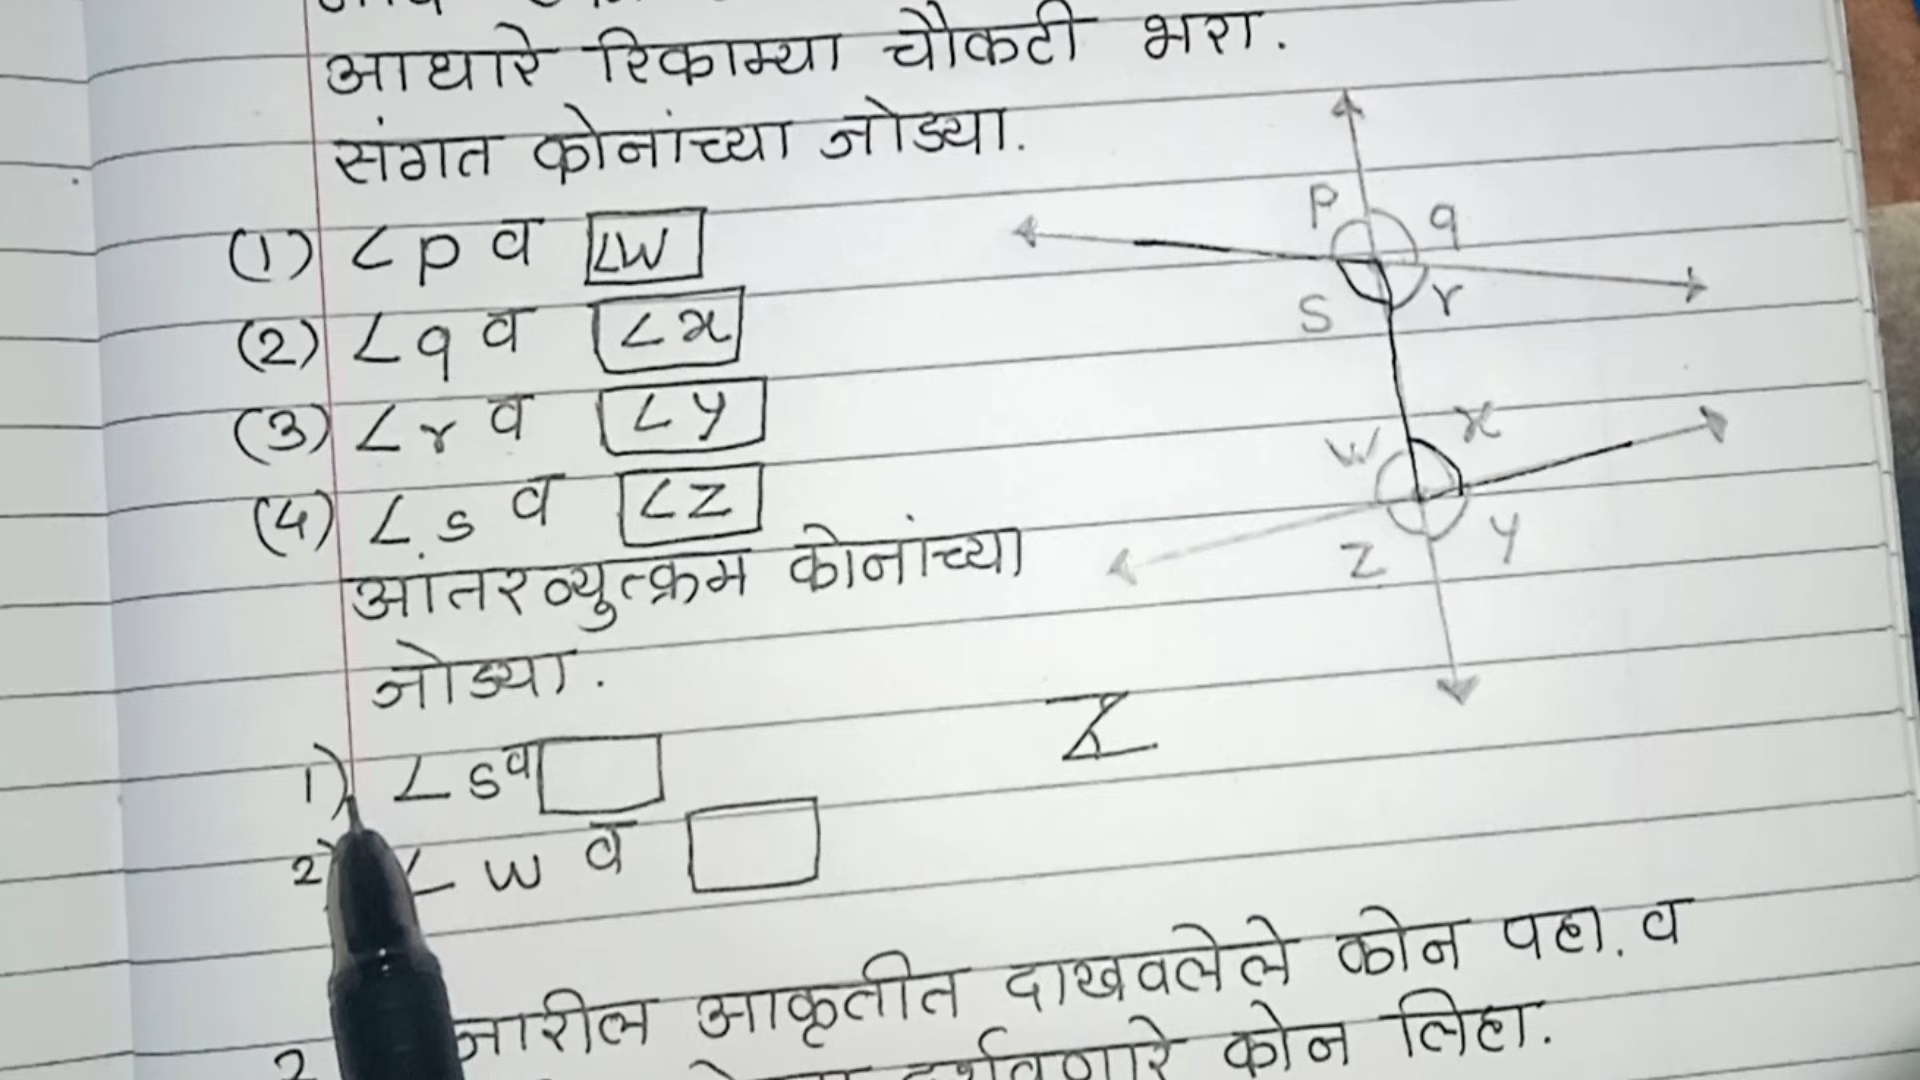 आधारे रिकाम्या चौकटी भरा.
संगत कोनांच्या जोड्या.
(1) ∠p व ∠W
(2) ∠q व ∠x
(3) ∠r व ∠y
(4) ∠s व ∠Z
आंतरव्युत्क्रम कोनांच्या
जोड्या.
1) ∠s व
2) ∠w व
आकृतीत दाखवलेले कोन पहा. व
कोन लिहा.
P q
S r
W x
Z y
Z